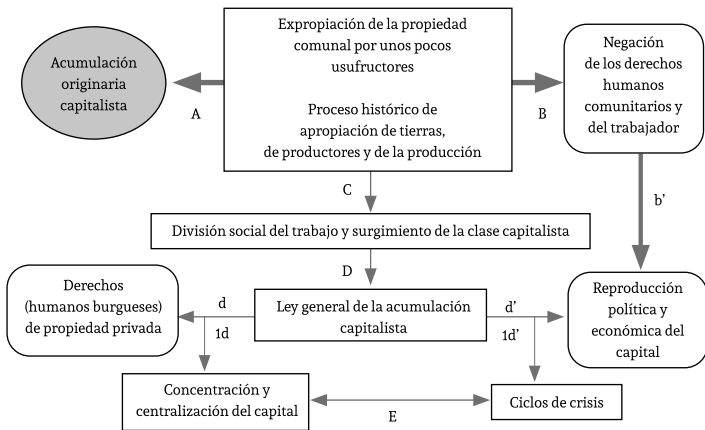 Expropiación de la propiedad
comunal por unos pocos
usufructores
Proceso histórico de
apropiación de tierras,
de productores y de la producción
Acumulación
originaria
capitalista
A
B
Negación
de los derechos
humanos
comunitarios y
del trabajador
C
b’
División social del trabajo y surgimiento de la clase capitalista
D
Derechos
(humanos burgueses)
de propiedad privada
d
1d
Ley general de la acumulación
capitalista
d’
1d’
Reproducción
política y
económica del
capital
Concentración y
centralización del capital
E
Ciclos de crisis